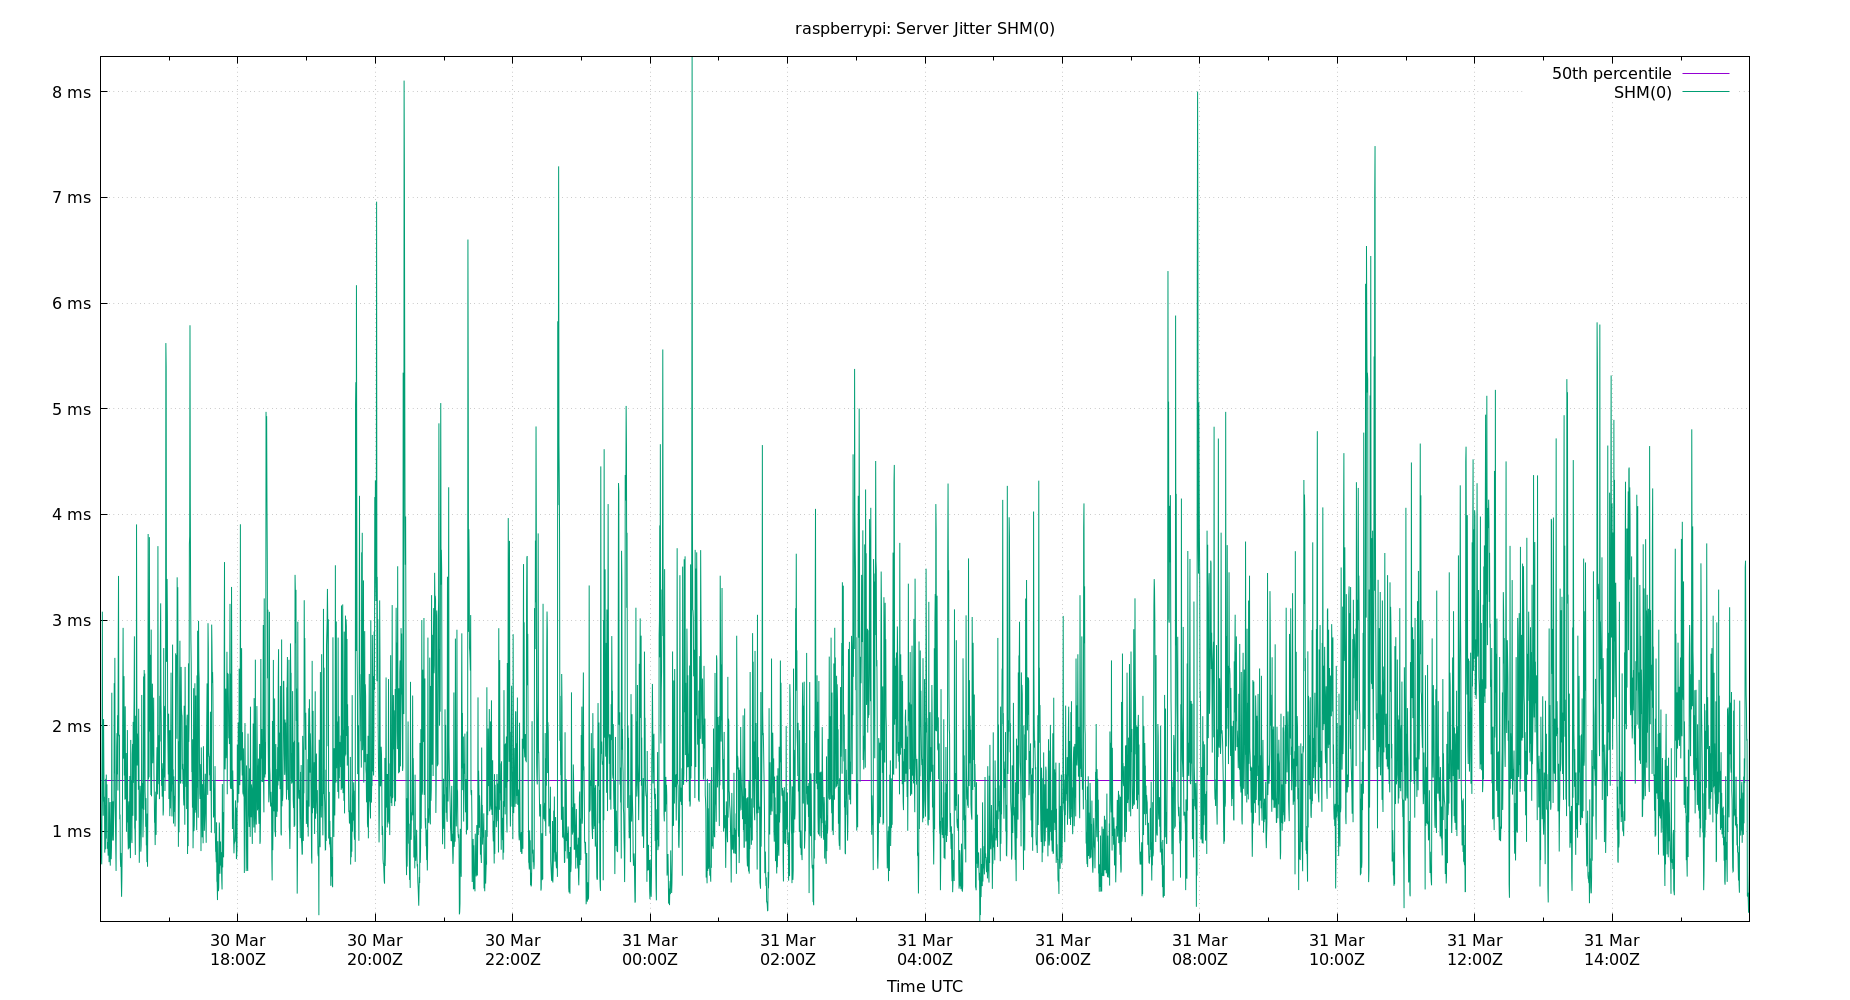 raspberrypi: Server Jitter SHM(0)
50th percentile
SHM(0)
8 ms
7 ms
6 ms
5 ms
4 ms
3 ms
2 ms
1 ms
30 Mar 30 Mar 30 Mar 31 Mar 31 Mar 31 Mar 31 Mar 31 Mar 31 Mar 31 Mar 31 Mar
18:00Z 20:00Z 22:00Z 00:00Z 02:00Z 04:00Z 06:00Z 08:00Z 10:00Z 12:00Z 14:00Z
Time UTC